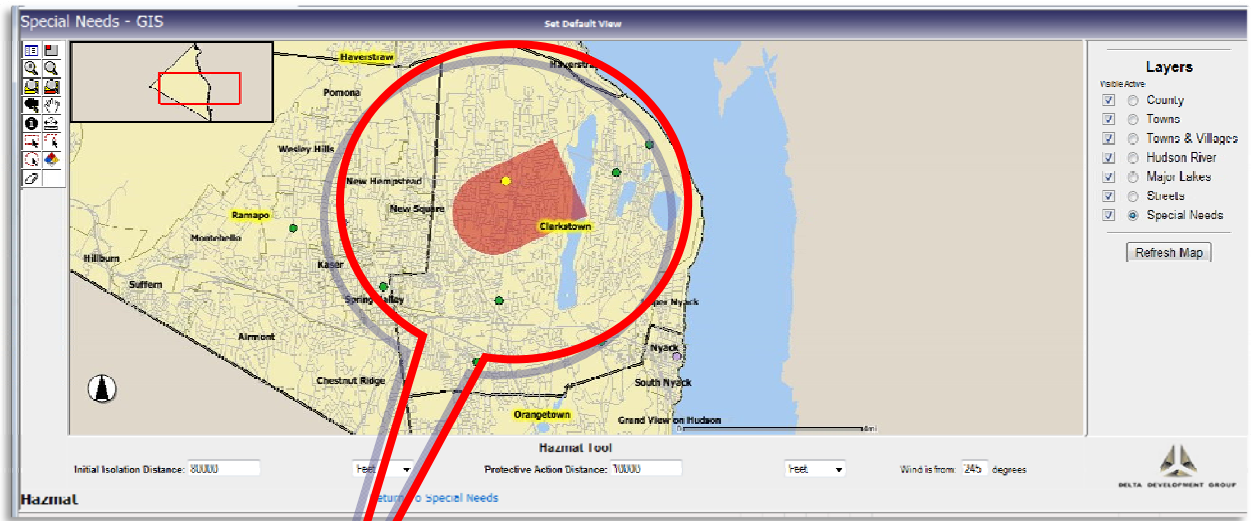 Special Needs - GIS
Set Default View
Haverstraw
Haverstra
Pomona
Wesley Hills
New Hempstead
New Square
Ramapo
Clarkstown
Montebello
Hillburn
Kaser
Suffern
Spring Valley
Upper Nyack
Airmont
Nyack
Chestnut Ridge
South Nyack
Orangetown
Grand View on Hudson
0
4mi
Layers
Visible Active
County
Towns
Towns & Villages
Hudson River
Major Lakes
Streets
Special Needs
Refresh Map
Hazmat Tool
Initial Isolation Distance:
Feet
Protective Action Distance: 10000
Feet
Wind is from: 245 degrees
DELTA DEVELOPMENT GROUP
Hazmat
Return to Special Needs